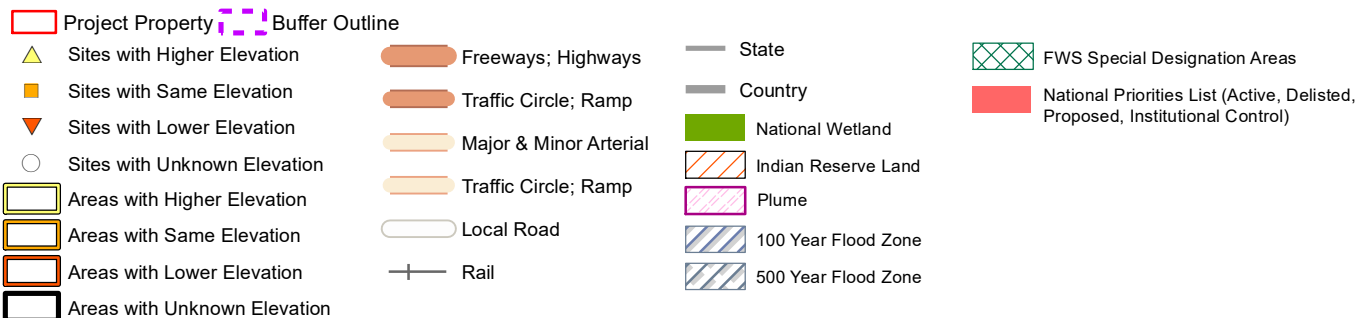 Project Property
Buffer Outline
Sites with Higher Elevation
Sites with Same Elevation
Sites with Lower Elevation
Sites with Unknown Elevation
Areas with Higher Elevation
Areas with Same Elevation
Areas with Lower Elevation
Areas with Unknown Elevation
Freeways; Highways
Traffic Circle; Ramp
Major & Minor Arterial
Traffic Circle; Ramp
Local Road
Rail
State
Country
National Wetland
Indian Reserve Land
Plume
100 Year Flood Zone
500 Year Flood Zone
FWS Special Designation Areas
National Priorities List (Active, Delisted,
Proposed, Institutional Control)